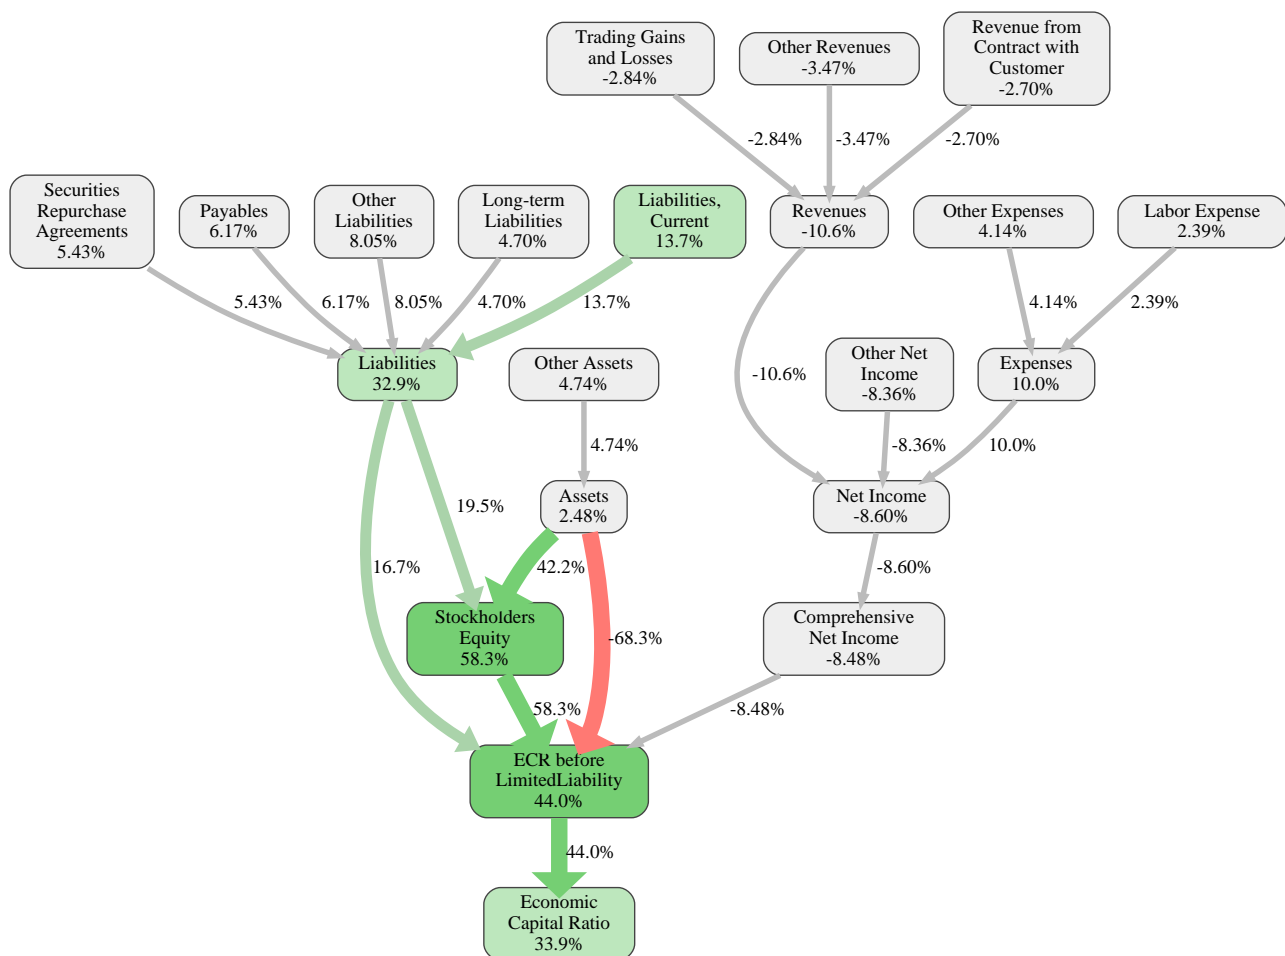 Trading Gains
and Losses
-2.84%
Other Revenues
-3.47%
Revenue from
Contract with
Customer
-2.70%
-2.84%
-3.47%
-2.70%
Securities
Repurchase
Agreements
5.43%
Payables
6.17%
Other
Liabilities
8.05%
Long-term
Liabilities
4.70%
Liabilities,
Current
13.7%
Revenues
-10.6%
Other Expenses
4.14%
Labor Expense
2.39%
5.43%
6.17%
8.05%
4.70%
13.7%
4.14%
2.39%
Liabilities
32.9%
Other Assets
4.74%
-10.6%
Other Net
Income
-8.36%
Expenses
10.0%
4.74%
-8.36%
10.0%
19.5%
Assets
2.48%
Net Income
-8.60%
16.7%
42.2%
-8.60%
Stockholders
Equity
58.3%
-68.3%
Comprehensive
Net Income
-8.48%
58.3%
-8.48%
ECR before
LimitedLiability
44.0%
44.0%
Economic
Capital Ratio
33.9%